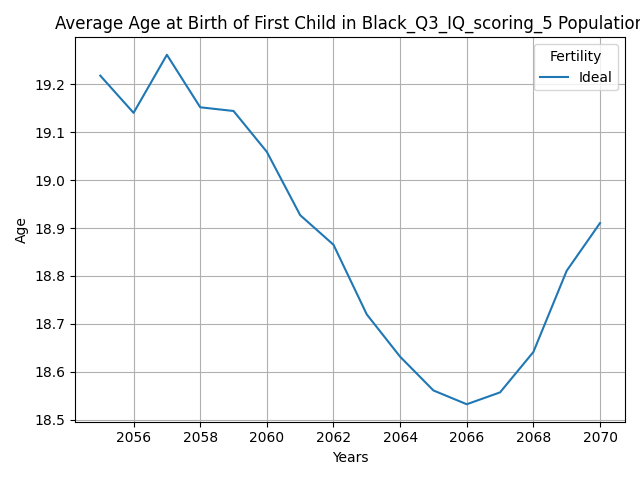 Average Age at Birth of First Child in Black_Q3_IQ_scoring_5 Population
Fertility
Ideal
19.2
19.1
19.0
18.9
18.8
18.7
18.6
18.5
Age
2056 2058 2060 2062 2064 2066 2068 2070
Years